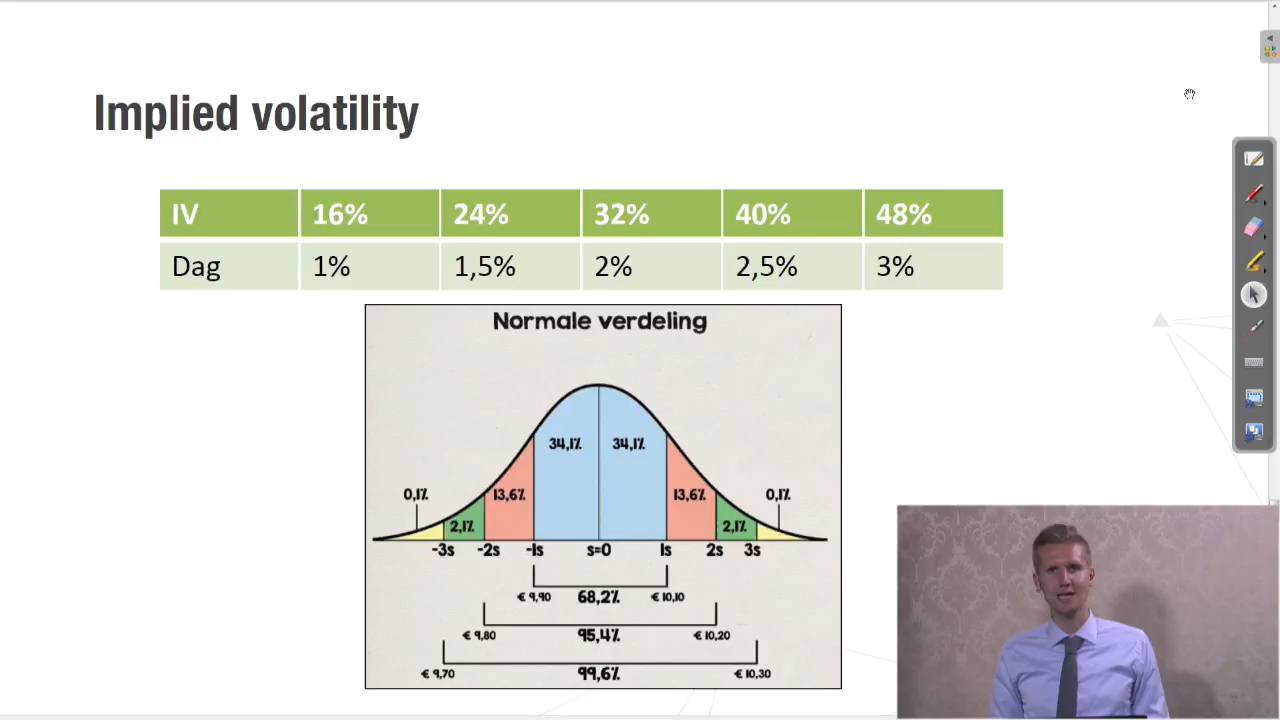 Implied volatility
IV 16% 24% 32% 40% 48%
Dag 1% 1,5% 2% 2,5% 3%
Normale verdeling
34,1% 34,1%
0,1% 13,6% 13,6% 0,1%
2,1% 2,1%
-3s -2s -1s s=0 1s 2s 3s
€ 9,90 68,2% € 10,10
€ 9,80 95,4% € 10,20
€ 9,70 99,6% € 10,30